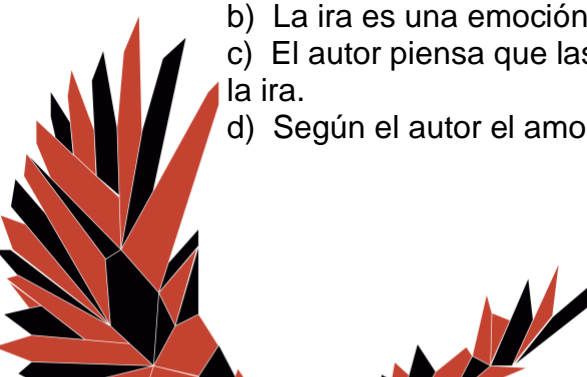 b) La ira es una emoción
c) El autor piensa que las
la ira.
d) Según el autor el amo